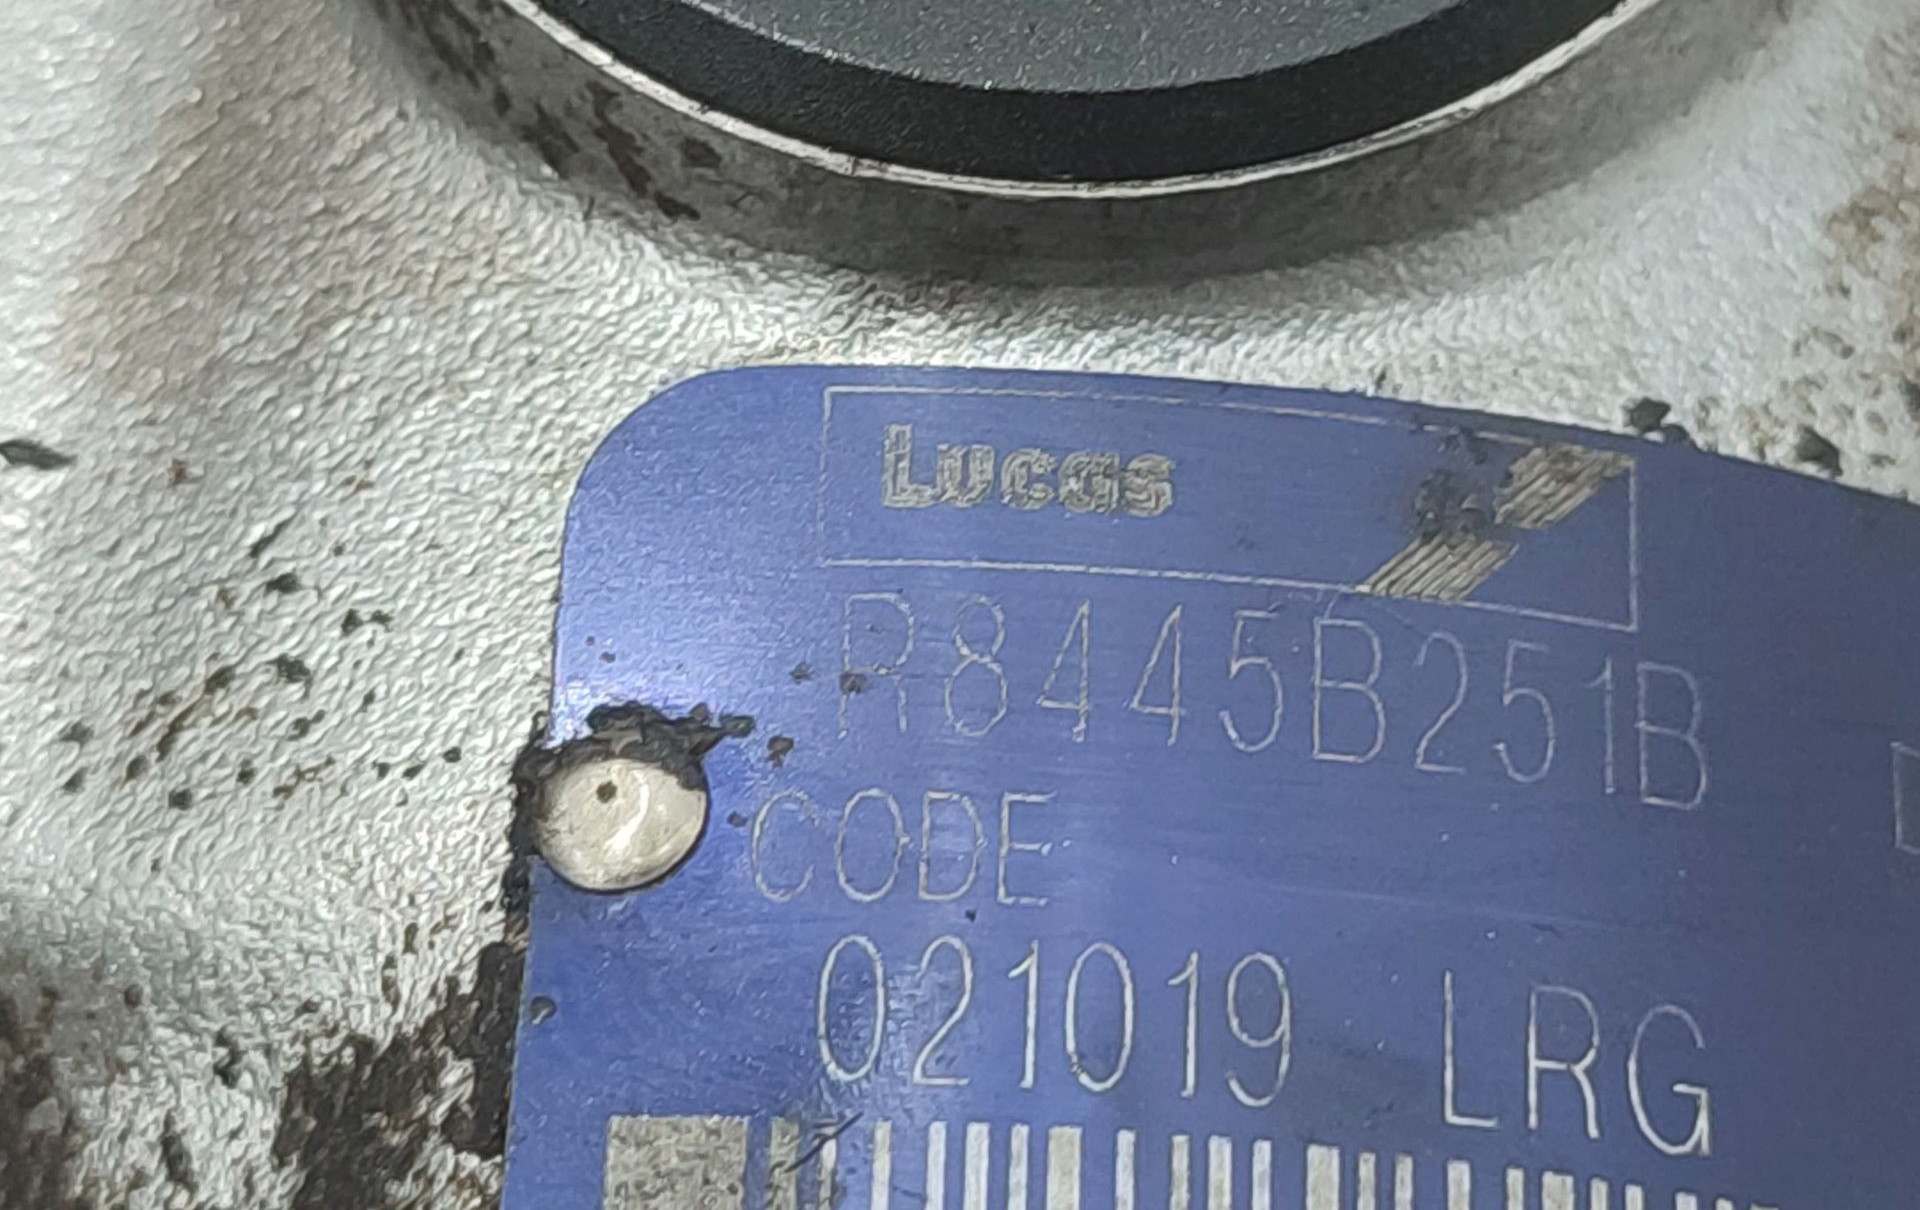 Lucas
R8445B251B
CODE
021019 LRG